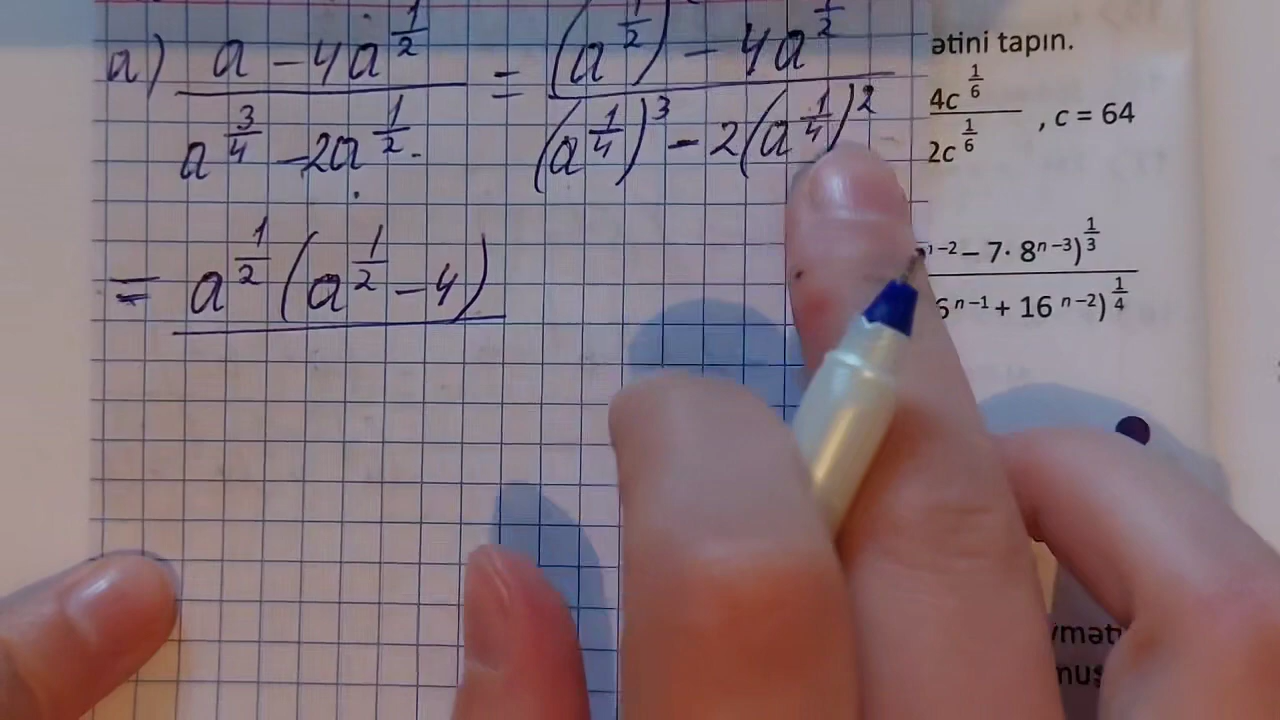 a) (a − 4a^(1/2)) / (a^(3/4) − 2a^(1/2)) = ((a^(1/2)) − 4a^(1/2)) / ((a^(1/4))^3 − 2(a^(1/4))^2)
= a^(1/2)(a^(1/2) − 4)
ətini tapın.
4c^(1/6) / 2c^(1/6) , c = 64
n−2 − 7· 8^(n−3))^(1/3)
6^(n−1) + 16^(n−2))^(1/4)